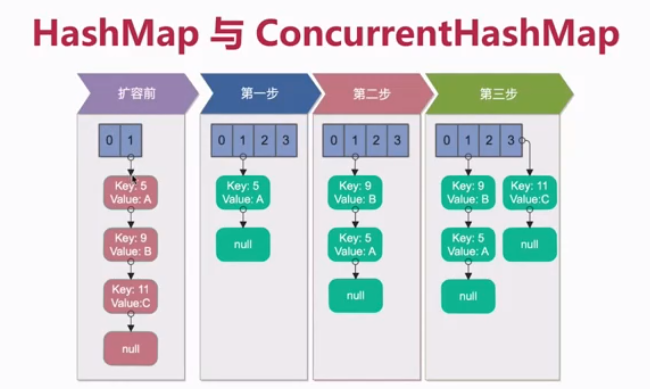 HashMap 与 ConcurrentHashMap
扩容前
0 1
Key: 5
Value: A
Key: 9
Value: B
Key: 11
Value:C
null
第一步
0 1 2 3
Key: 5
Value: A
null
第二步
0 1 2 3
Key: 9
Value: B
Key: 5
Value: A
null
第三步
0 1 2 3
Key: 9
Value: B
Key: 5
Value: A
null
Key: 11
Value:C
null